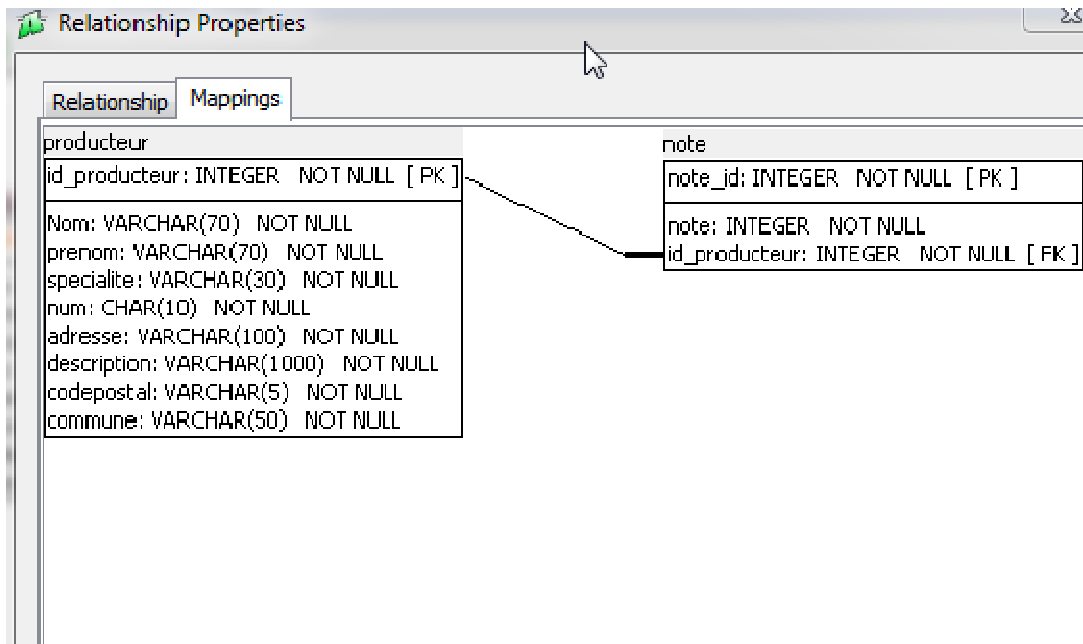 Relationship Properties
Relationship
Mappings
producteur
id_producteur: INTEGER NOT NULL [ PK ]
Nom: VARCHAR(70) NOT NULL
prenom: VARCHAR(70) NOT NULL
specialite: VARCHAR(30) NOT NULL
num: CHAR(10) NOT NULL
adresse: VARCHAR(100) NOT NULL
description: VARCHAR(1000) NOT NULL
codepostal: VARCHAR(5) NOT NULL
commune: VARCHAR(50) NOT NULL
note
note_id: INTEGER NOT NULL [ PK ]
note: INTEGER NOT NULL
id_producteur: INTEGER NOT NULL [ FK ]